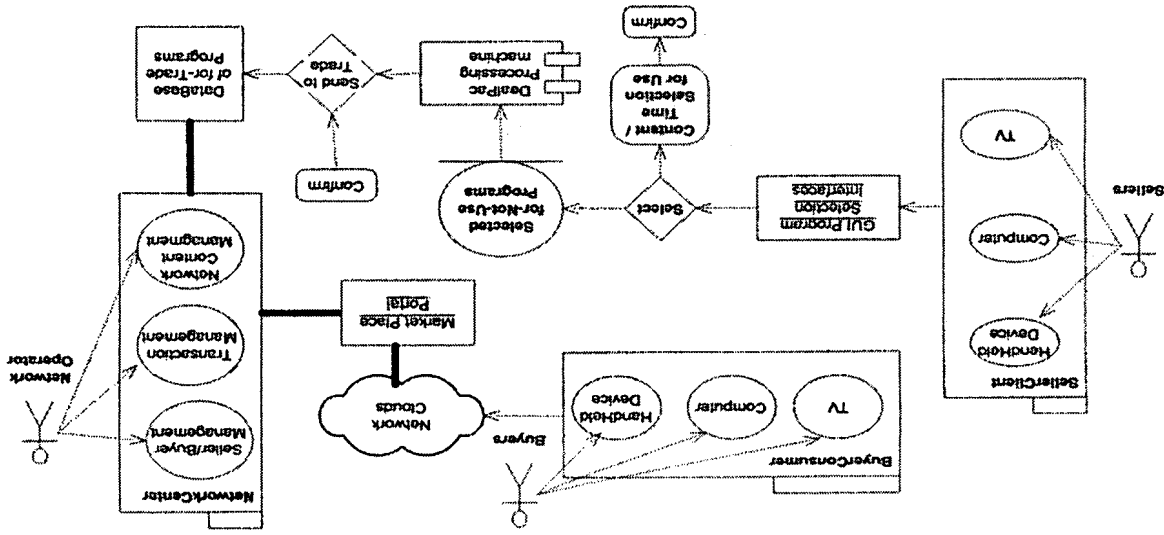 SellerClient
HendHeld
Device
Computer
TV
Sellers
BuyerConsumer
TV
Computer
HandHeld
Device
Buyers
NetworkCenter
Seller/Buyer
Management
Transaction
Management
Network
Content
Managment
Network
Operator
Network
Clouds
Market Place
Portal
GUI Program
Selection
Interfaces
Select
Content /
Time
Selection
for Use
Confirm
Selected
for-Not-Use
Programs
DealPac
Processing
machine
Confirm
Send to
Trade
DataBase
of for-Trade
Programs